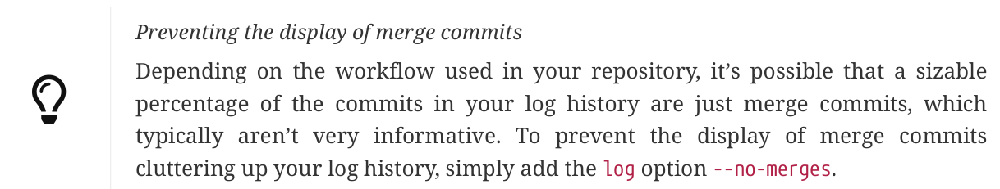 Preventing the display of merge commits
Depending on the workflow used in your repository, it’s possible that a sizable
percentage of the commits in your log history are just merge commits, which
typically aren’t very informative. To prevent the display of merge commits
cluttering up your log history, simply add the log option --no-merges.